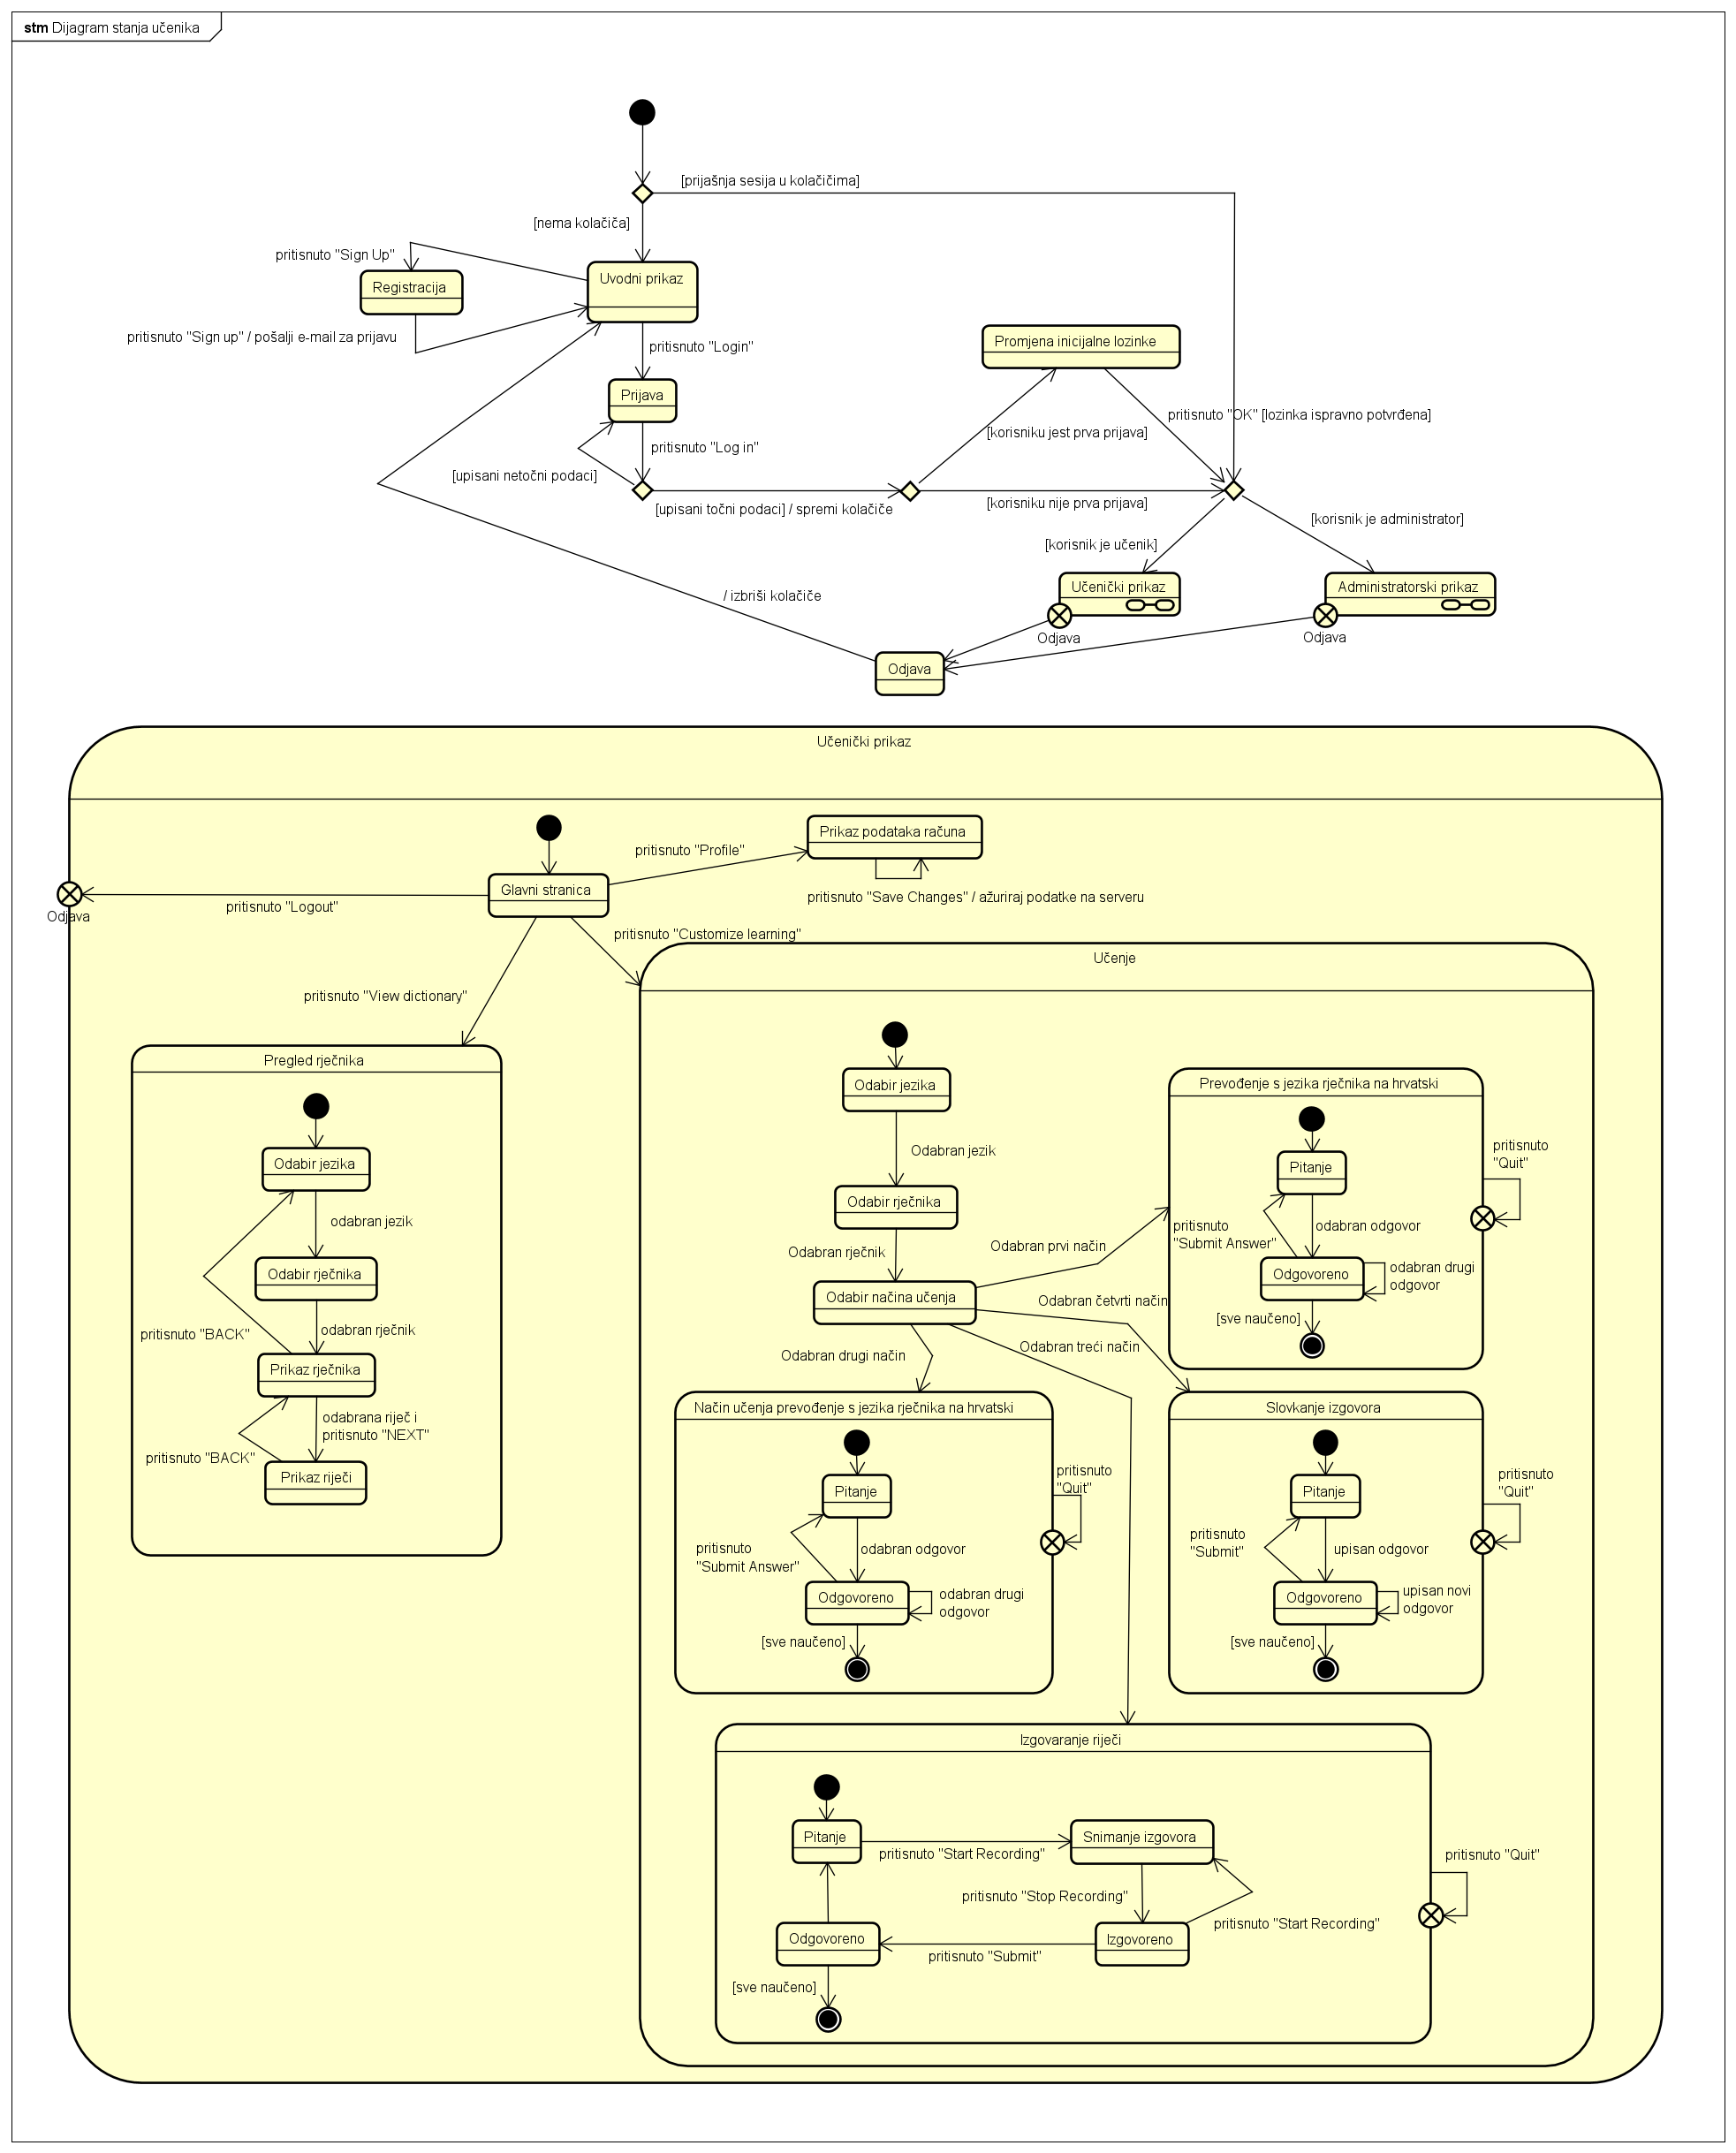 stm Dijagram stanja učenika
[prijašnja sesija u kolačičima]
[nema kolačiča]
pritisnuto "Sign Up"
Registracija
Uvodni prikaz
pritisnuto "Sign up" / pošalji e-mail za prijavu
pritisnuto "Login"
Promjena inicijalne lozinke
Prijava
pritisnuto "OK" [lozinka ispravno potvrđena]
[korisniku jest prva prijava]
pritisnuto "Log in"
[upisani netočni podaci]
[upisani točni podaci] / spremi kolačiče
[korisniku nije prva prijava]
[korisnik je administrator]
[korisnik je učenik]
Učenički prikaz
Administratorski prikaz
/ izbriši kolačiče
Odjava
Odjava
Odjava
Učenički prikaz
Prikaz podataka računa
pritisnuto "Profile"
Glavni stranica
pritisnuto "Save Changes" / ažuriraj podatke na serveru
pritisnuto "Logout"
Odjava
pritisnuto "Customize learning"
Učenje
pritisnuto "View dictionary"
Pregled rječnika
Odabir jezika
odabran jezik
Odabir rječnika
odabran rječnik
pritisnuto "BACK"
Prikaz rječnika
odabrana riječ i
pritisnuto "NEXT"
pritisnuto "BACK"
Prikaz riječi
Odabir jezika
Odabran jezik
Odabir rječnika
Odabran rječnik
Odabir načina učenja
Odabran prvi način
Odabran četvrti način
Odabran treći način
Odabran drugi način
Prevođenje s jezika rječnika na hrvatski
pritisnuto
"Quit"
Pitanje
pritisnuto
"Submit Answer"
odabran odgovor
Odgovoreno
odabran drugi
odgovor
[sve naučeno]
Način učenja prevođenje s jezika rječnika na hrvatski
pritisnuto
"Quit"
Pitanje
pritisnuto
"Submit Answer"
odabran odgovor
Odgovoreno
odabran drugi
odgovor
[sve naučeno]
Slovkanje izgovora
pritisnuto
"Quit"
Pitanje
pritisnuto
"Submit"
upisan odgovor
Odgovoreno
upisan novi
odgovor
[sve naučeno]
Izgovaranje riječi
Pitanje
pritisnuto "Start Recording"
Snimanje izgovora
pritisnuto "Quit"
pritisnuto "Stop Recording"
pritisnuto "Start Recording"
Odgovoreno
Izgovoreno
pritisnuto "Submit"
[sve naučeno]